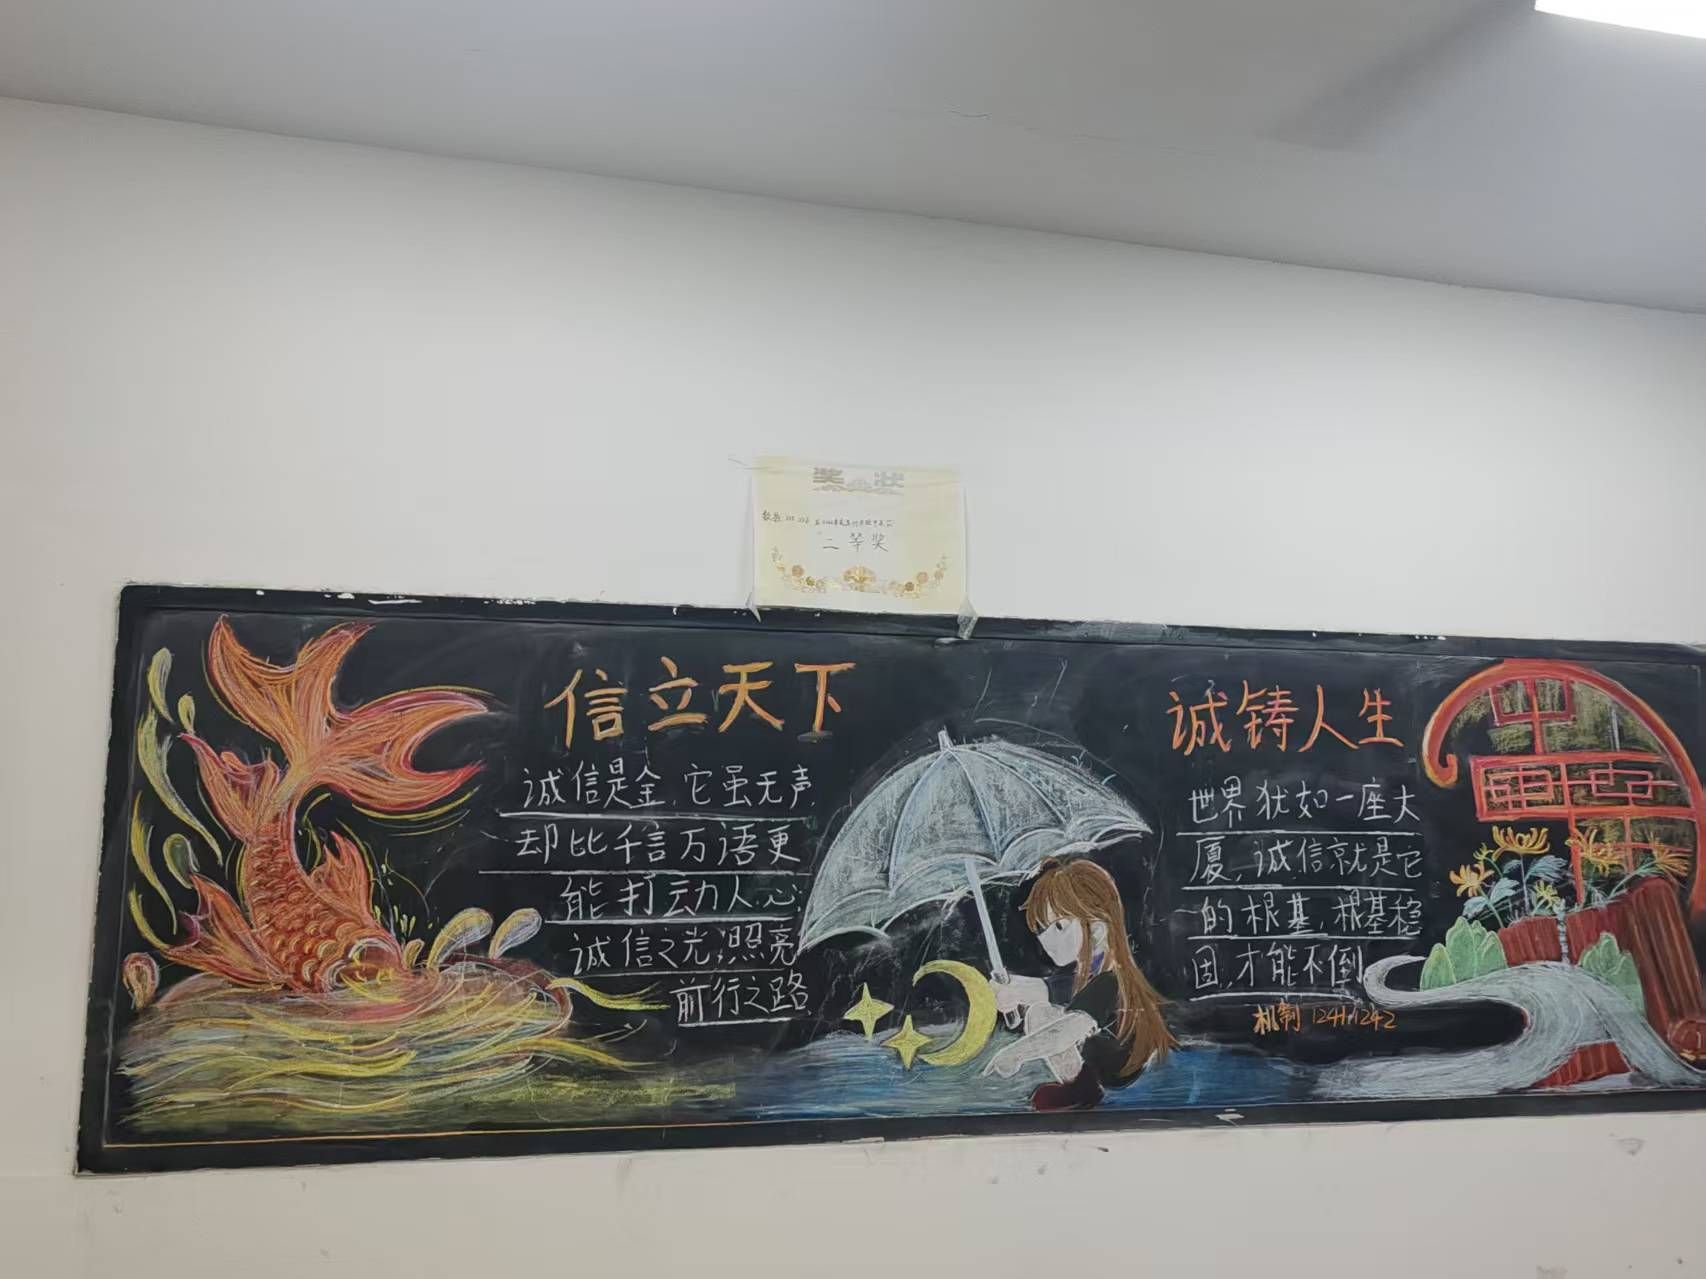 奖状
二等奖
信立天下
诚信是金,它虽无声,
却比千言万语更
能打动人心,
诚信之光,照亮
前行之路,
诚铸人生
世界犹如一座大
厦,诚信就是它
的根基,根基稳
固,才能不倒
机制 1241.1242